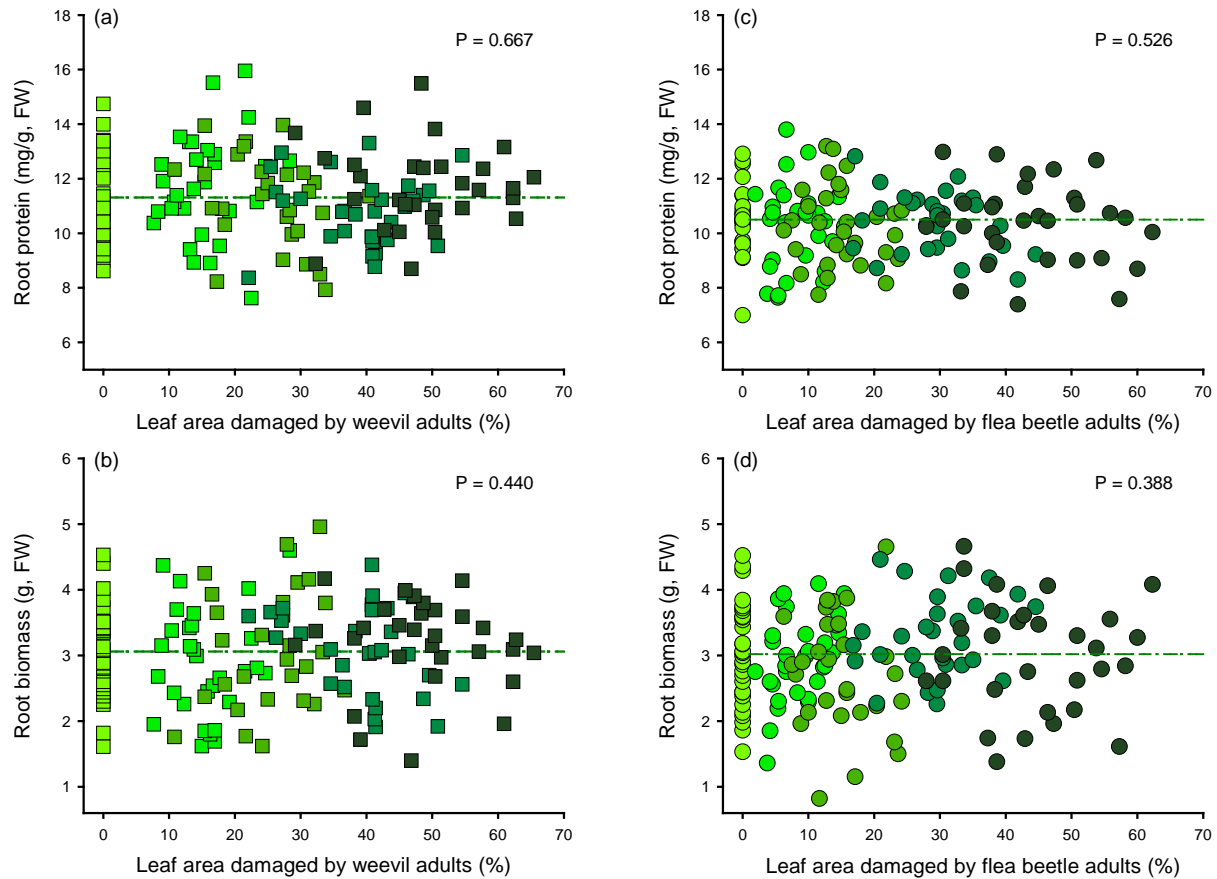 (a)
P = 0.667
Root protein (mg/g, FW)
18
16
14
12
10
8
6
0 10 20 30 40 50 60 70
Leaf area damaged by weevil adults (%)
(c)
P = 0.526
Root protein (mg/g, FW)
18
16
14
12
10
8
6
0 10 20 30 40 50 60 70
Leaf area damaged by flea beetle adults (%)
(b)
P = 0.440
Root biomass (g, FW)
6
5
4
3
2
1
0 10 20 30 40 50 60 70
Leaf area damaged by weevil adults (%)
(d)
P = 0.388
Root biomass (g, FW)
6
5
4
3
2
1
0 10 20 30 40 50 60 70
Leaf area damaged by flea beetle adults (%)